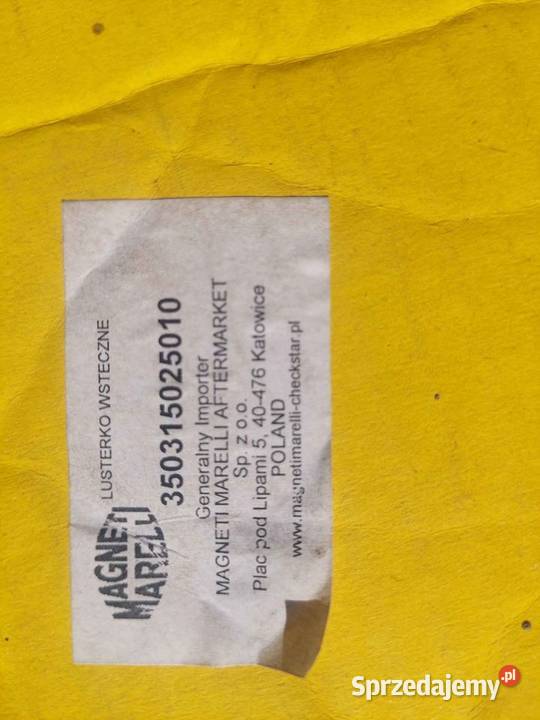 MAGNETI
MARELLI
LUSTERKO WSTECZNE
350315025010
Generalny Importer
MAGNETI MARELLI AFTERMARKET
Sp. z o.o.
Plac pod Lipami 5, 40-476 Katowice
POLAND
www.magnetimarelli-checkstar.pl
Sprzedajemy.pl